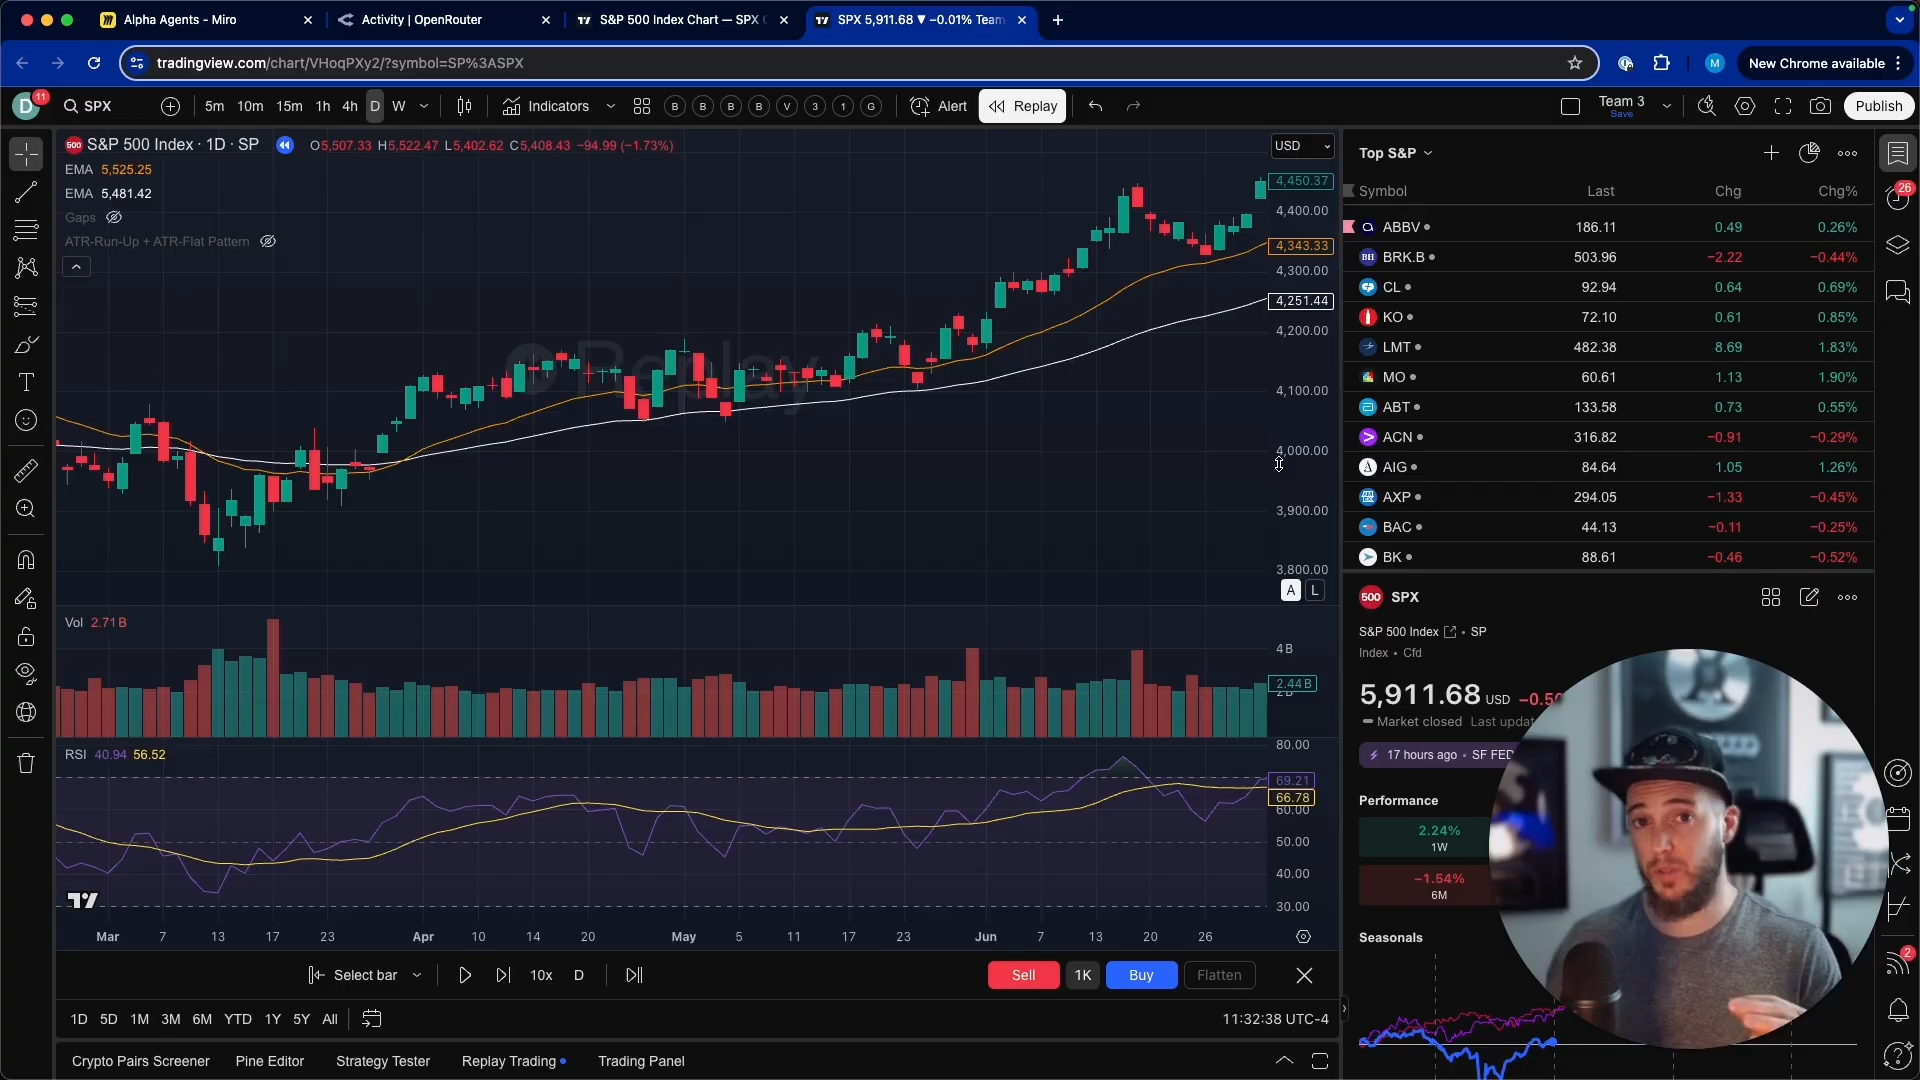 Alpha Agents - Miro
Activity | OpenRouter
S&P 500 Index Chart — SPX
SPX 5,911.68 ▼ −0.01% Team
tradingview.com/chart/VHoqPXy2/?symbol=SP%3ASPX
M
New Chrome available
D
11
SPX
5m 10m 15m 1h 4h D W
Indicators
B B B B V 3 1 G
Alert
Replay
Team 3
Save
Publish
500 S&P 500 Index · 1D · SP
O5,507.33 H5,522.47 L5,402.62 C5,408.43 −94.99 (−1.73%)
USD
EMA 5,525.25
EMA 5,481.42
Gaps
ATR-Run-Up + ATR-Flat Pattern
Replay
4,450.37
4,400.00
4,343.33
4,300.00
4,251.44
4,200.00
4,100.00
4,000.00
3,900.00
3,800.00
A L
Vol 2.71B
4B
2.44B
RSI 40.94 56.52
80.00
69.21
66.78
60.00
50.00
40.00
30.00
Mar 7 13 17 23 Apr 10 14 20 May 5 11 17 23 Jun 7 13 20 26
Select bar
10x D
Sell 1K Buy Flatten
1D 5D 1M 3M 6M YTD 1Y 5Y All
11:32:38 UTC-4
Crypto Pairs Screener Pine Editor Strategy Tester Replay Trading Trading Panel
Top S&P
Symbol Last Chg Chg%
ABBV 186.11 0.49 0.26%
BRK.B 503.96 −2.22 −0.44%
CL 92.94 0.64 0.69%
KO 72.10 0.61 0.85%
LMT 482.38 8.69 1.83%
MO 60.61 1.13 1.90%
ABT 133.58 0.73 0.55%
ACN 316.82 −0.91 −0.29%
AIG 84.64 1.05 1.26%
AXP 294.05 −1.33 −0.45%
BAC 44.13 −0.11 −0.25%
BK 88.61 −0.46 −0.52%
500 SPX
S&P 500 Index • SP
Index • Cfd
5,911.68 USD −0.50
Market closed Last updat
17 hours ago • SF FED
Performance
2.24%
1W
−1.54%
6M
Seasonals
26
2